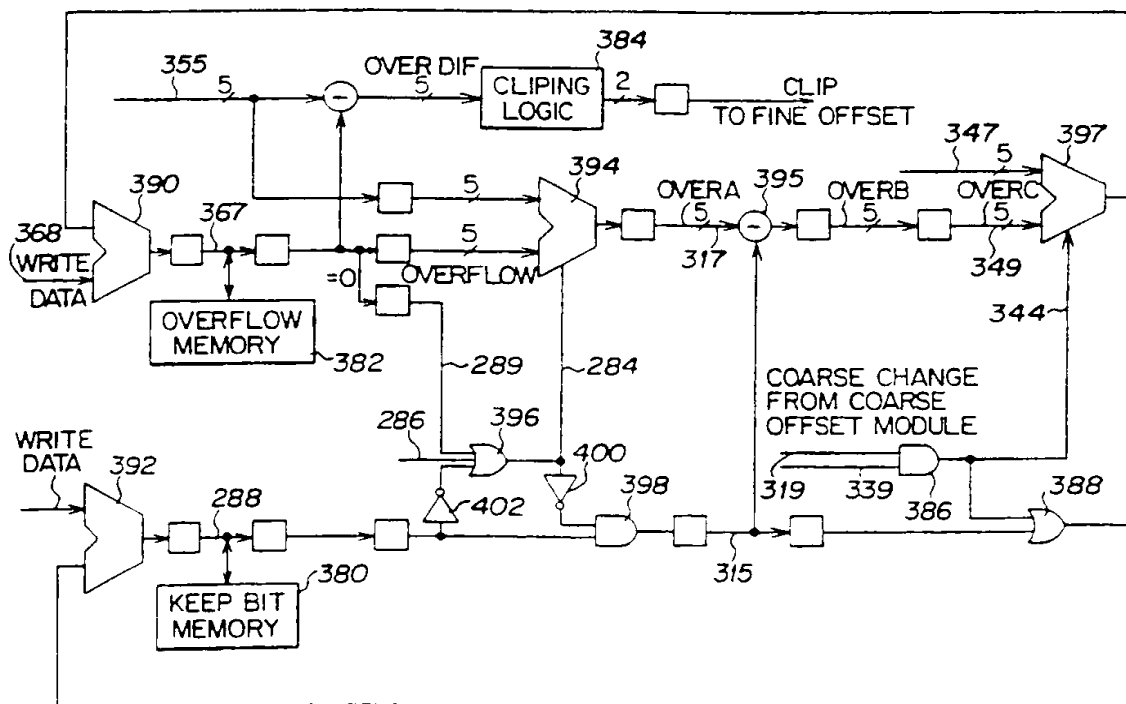 384
355
5
OVER DIF
5
CLIPING
LOGIC
2
CLIP
TO FINE OFFSET
347
5
397
390
394
395
368
367
5
OVERA
5
317
OVERB
5
OVERC
5
349
WRITE
DATA
=0
5
OVERFLOW
OVERFLOW
MEMORY
382
344
289
284
COARSE CHANGE
FROM COARSE
OFFSET MODULE
286
396
400
319
339
386
388
WRITE
DATA
392
288
402
398
315
KEEP BIT
MEMORY
380